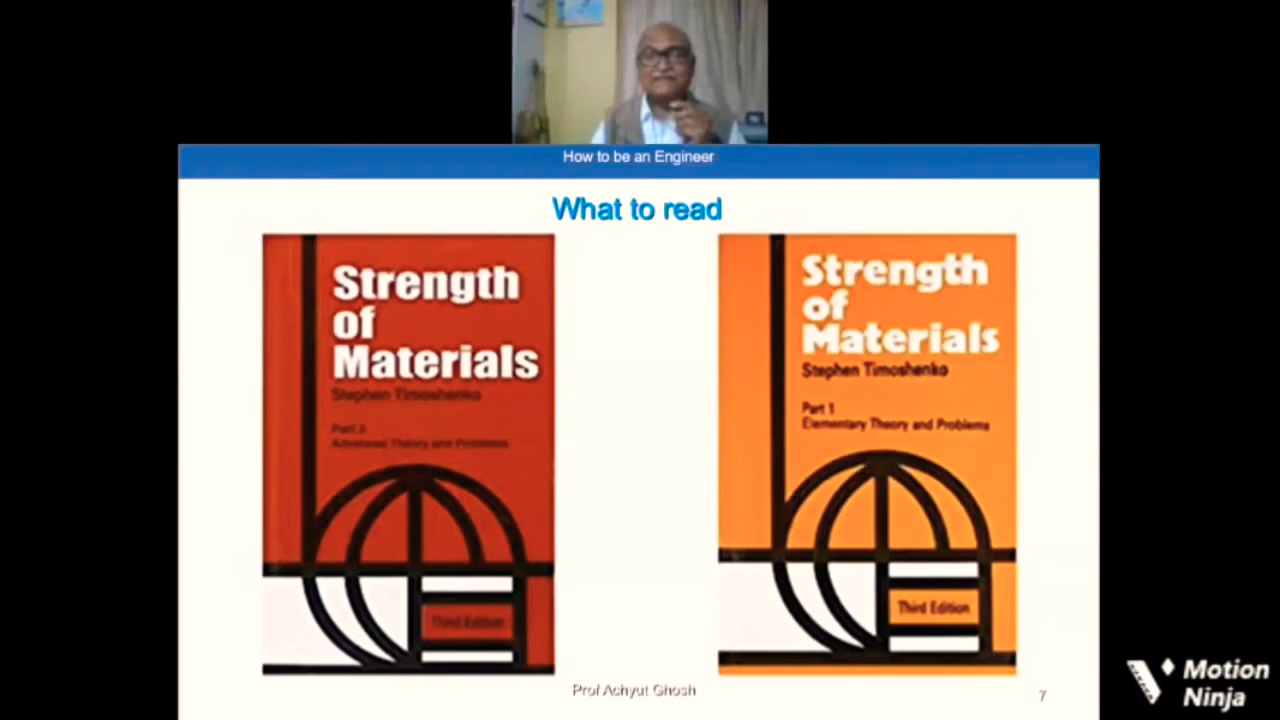 How to be an Engineer
What to read
Strength
of
Materials
Stephen Timoshenko
Part 2
Advanced Theory and Problems
Third Edition
Strength
of
Materials
Stephen Timoshenko
Part 1
Elementary Theory and Problems
Third Edition
Prof Achyut Ghosh
7
Motion
Ninja